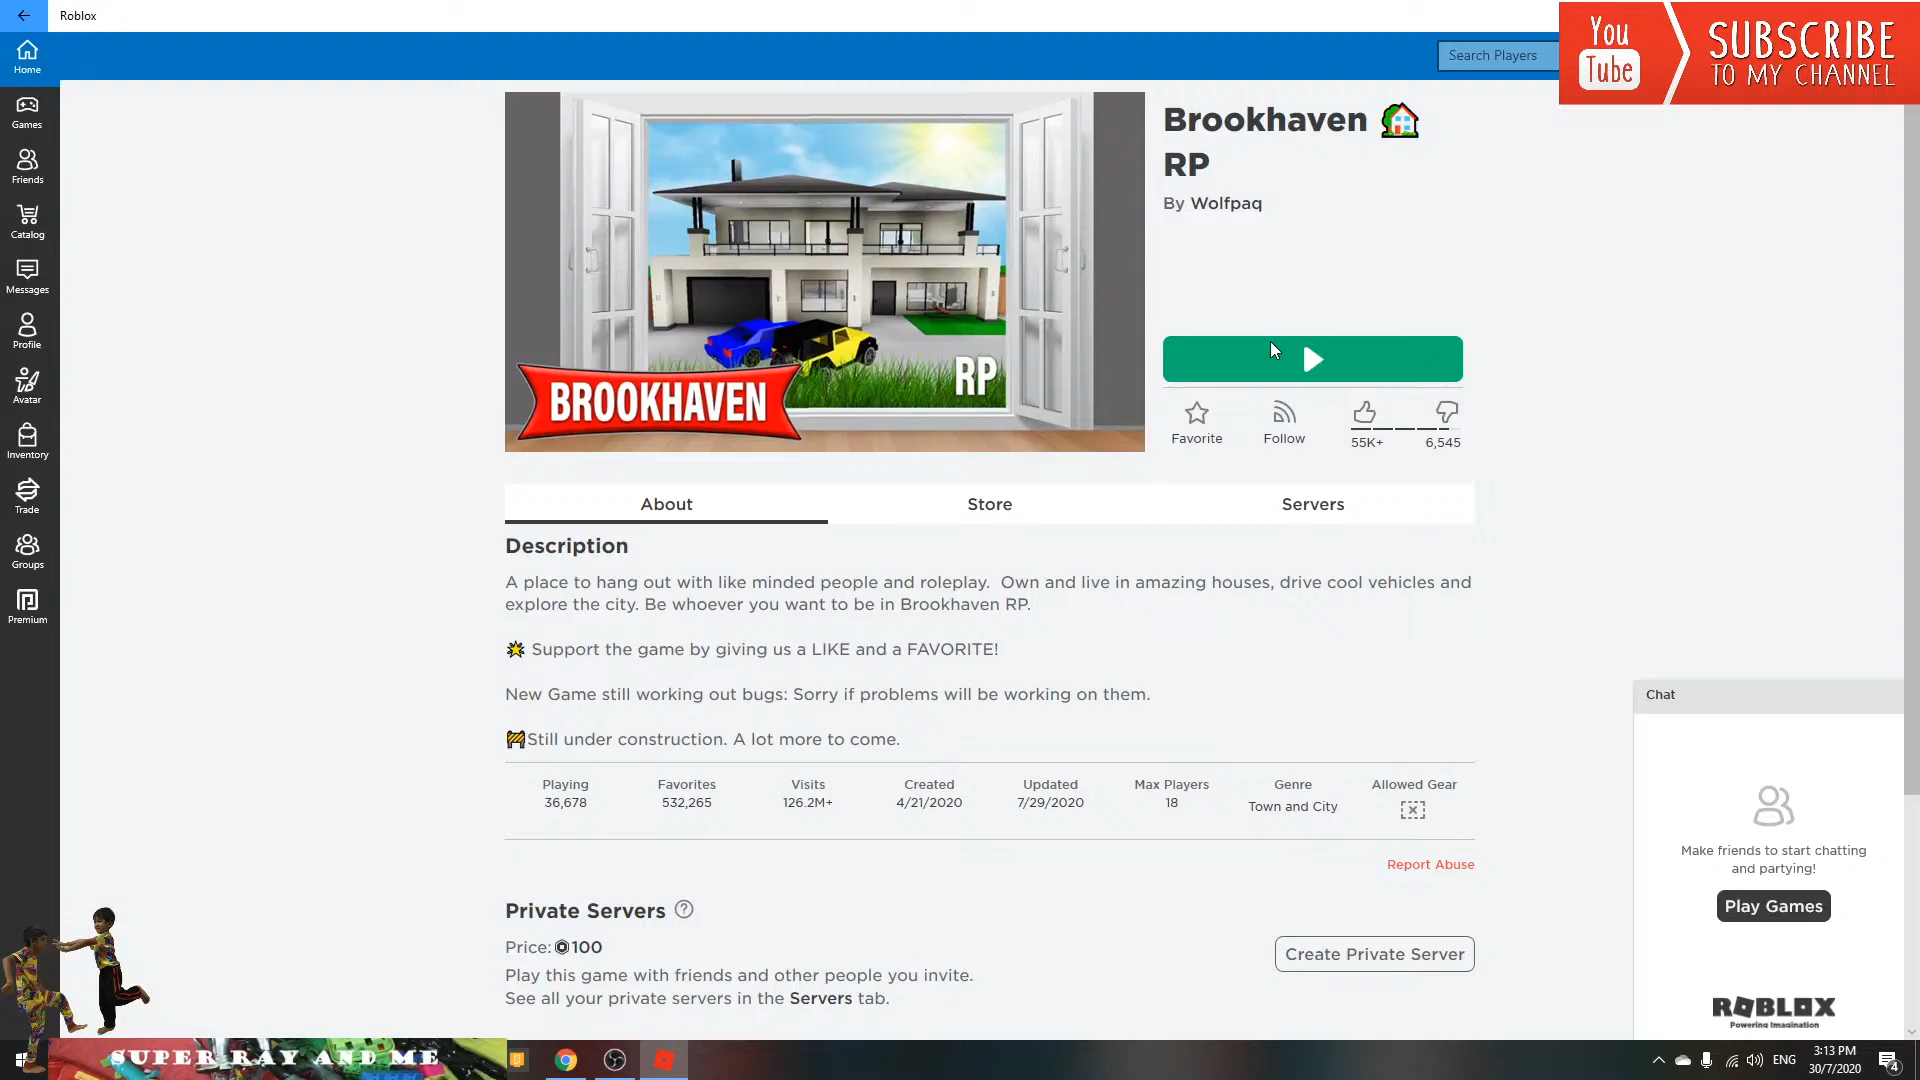 Roblox
Home
Search Players
You
Tube
SUBSCRIBE
TO MY CHANNEL
Games
Friends
Catalog
Messages
Profile
Avatar
Inventory
Trade
Groups
Premium
BROOKHAVEN
RP
Brookhaven 🏡
RP
By Wolfpaq
Favorite
Follow
55K+
6,545
About
Store
Servers
Description
A place to hang out with like minded people and roleplay.  Own and live in amazing houses, drive cool vehicles and
explore the city. Be whoever you want to be in Brookhaven RP.
🌟 Support the game by giving us a LIKE and a FAVORITE!
New Game still working out bugs: Sorry if problems will be working on them.
🚧Still under construction. A lot more to come.
Playing Favorites Visits Created Updated Max Players Genre Allowed Gear
36,678 532,265 126.2M+ 4/21/2020 7/29/2020 18 Town and City
Report Abuse
Private Servers
Price: 100
Play this game with friends and other people you invite.
See all your private servers in the Servers tab.
Create Private Server
Chat
Make friends to start chatting
and partying!
Play Games
ROBLOX
Powering Imagination
SUPER RAY AND ME
ENG
3:13 PM
30/7/2020
4